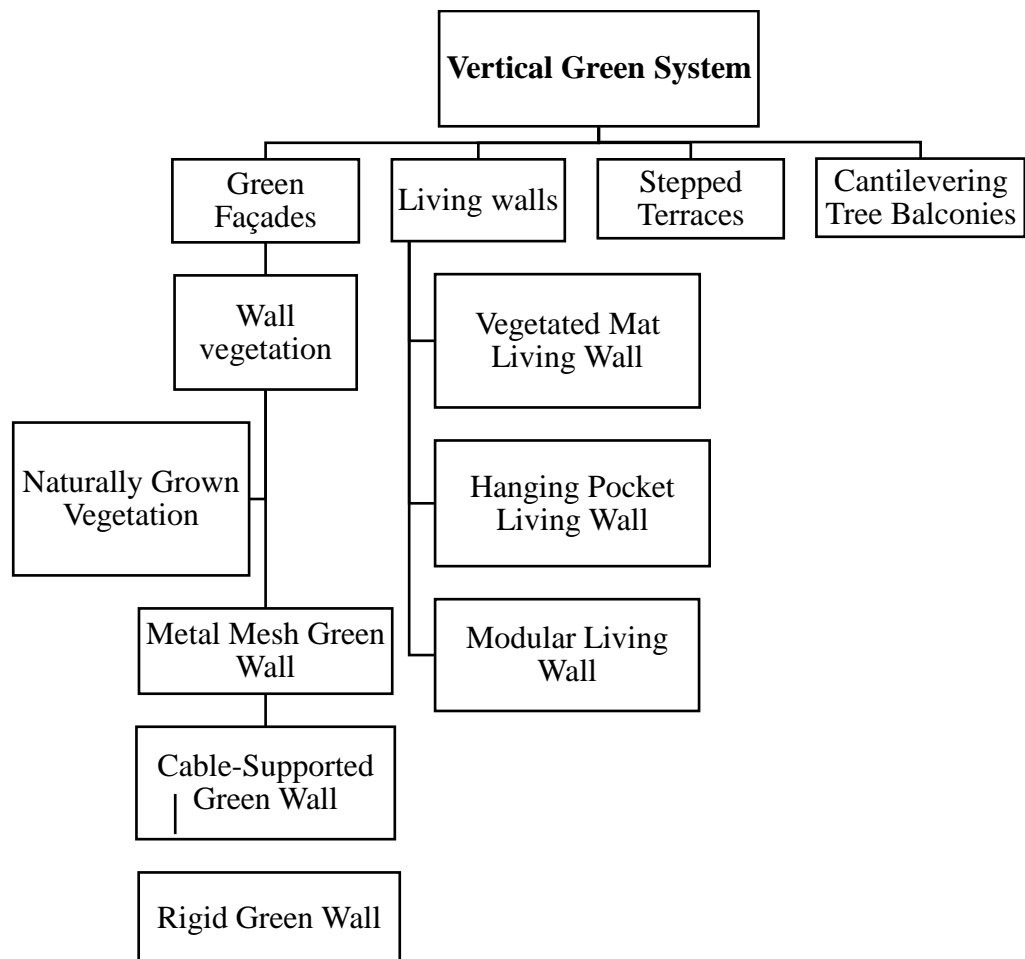 Vertical Green System
Green
Façades
Living walls
Stepped
Terraces
Cantilevering
Tree Balconies
Wall
vegetation
Vegetated Mat
Living Wall
Naturally Grown
Vegetation
Hanging Pocket
Living Wall
Metal Mesh Green
Wall
Modular Living
Wall
Cable-Supported
Green Wall
Rigid Green Wall